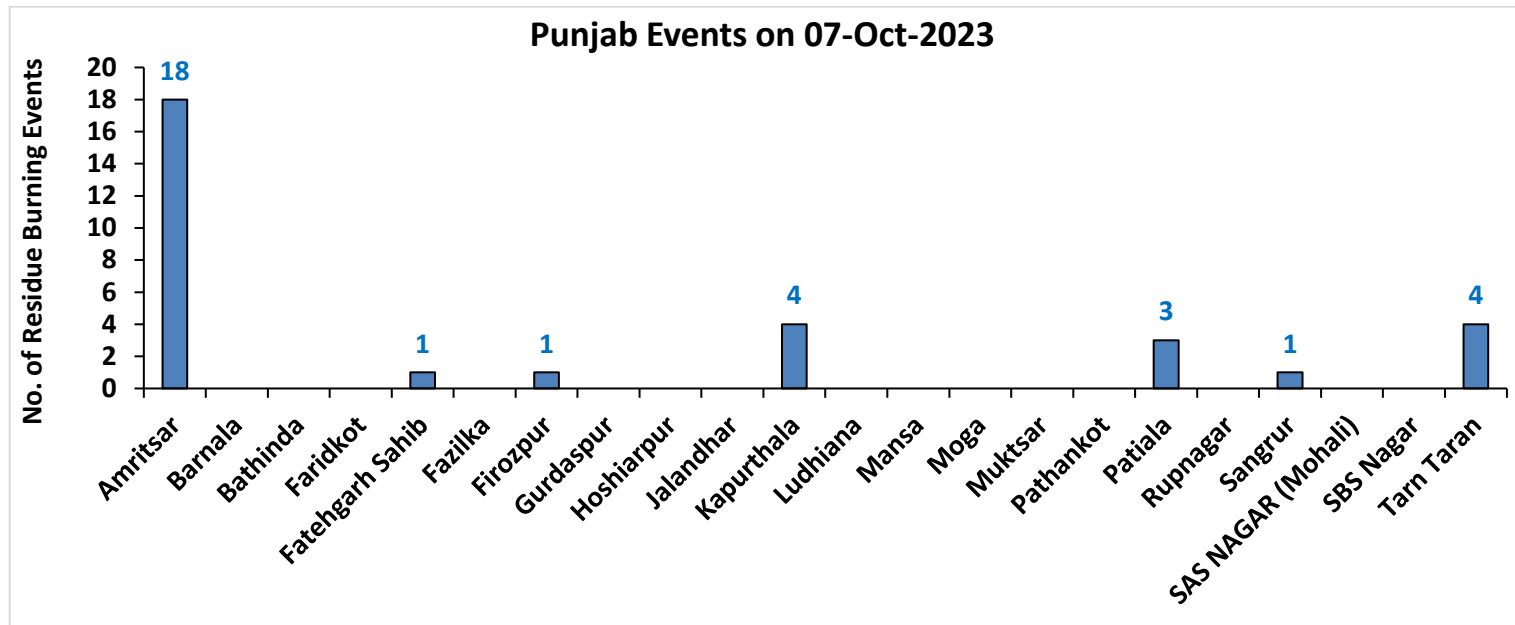 Punjab Events on 07-Oct-2023
No. of Residue Burning Events
20
18
16
14
12
10
8
6
4
2
0
18
1
1
4
3
1
4
Amritsar
Barnala
Bathinda
Faridkot
Fatehgarh Sahib
Fazilka
Firozpur
Gurdaspur
Hoshiarpur
Jalandhar
Kapurthala
Ludhiana
Mansa
Moga
Muktsar
Pathankot
Patiala
Rupnagar
Sangrur
SAS NAGAR (Mohali)
SBS Nagar
Tarn Taran